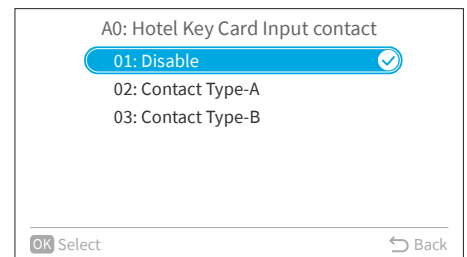 A0: Hotel Key Card Input contact
01: Disable
02: Contact Type-A
03: Contact Type-B
OK Select
Back